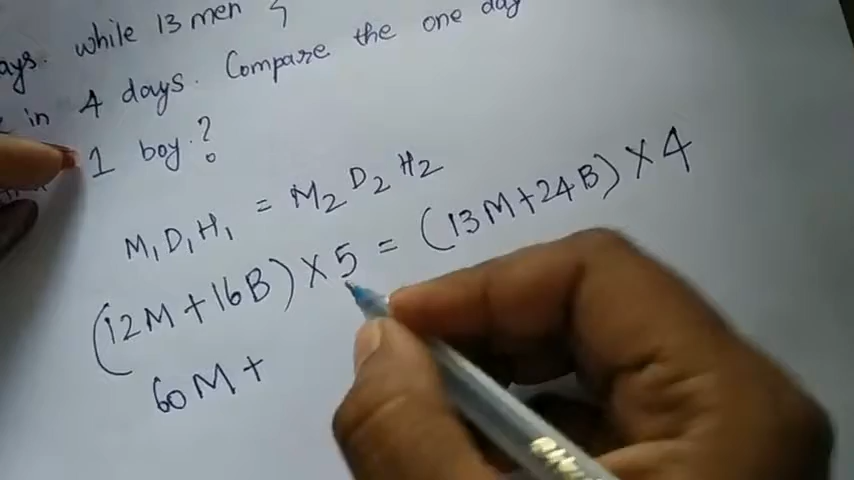 ays. while 13 men
in 4 days. Compare the one day
1 boy.?
M₁D₁H₁ = M₂D₂H₂
(12M+16B)×5 = (13M+24B)×4
60M+